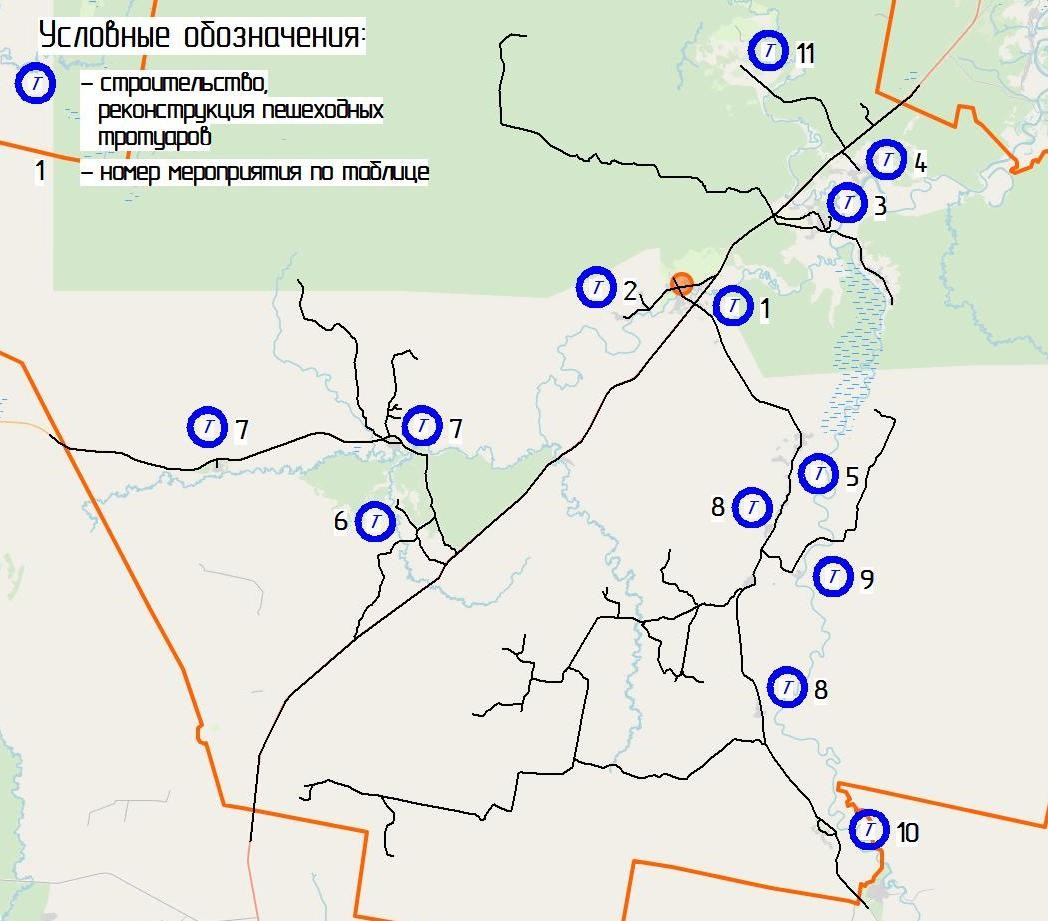 Условные обозначения:
Т – строительство,
реконструкция пешеходных
тротуаров
1 – номер мероприятия по таблице
Т 11
Т 4
Т 3
Т 2
Т 1
Т 7
Т 7
Т 5
8 Т
6 Т
Т 9
Т 8
Т 10